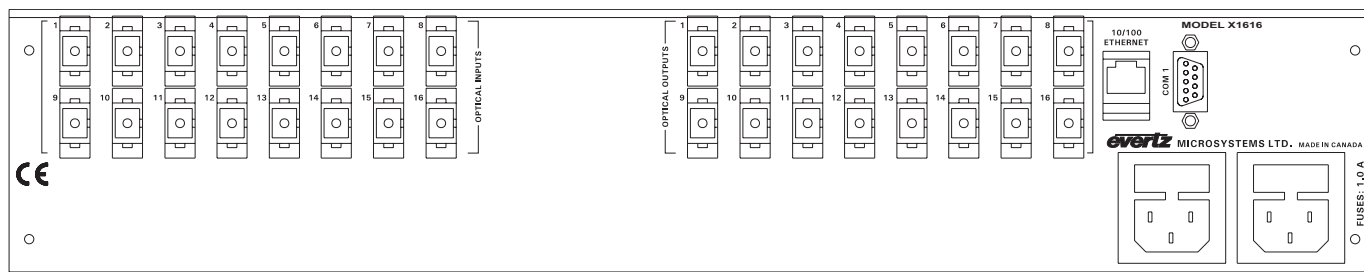 1 2 3 4 5 6 7 8
9 10 11 12 13 14 15 16
OPTICAL INPUTS
OPTICAL OUTPUTS
1 2 3 4 5 6 7 8
9 10 11 12 13 14 15 16
10/100
ETHERNET
MODEL X1616
COM 1
evertz MICROSYSTEMS LTD. MADE IN CANADA
CE
FUSES: 1.0 A